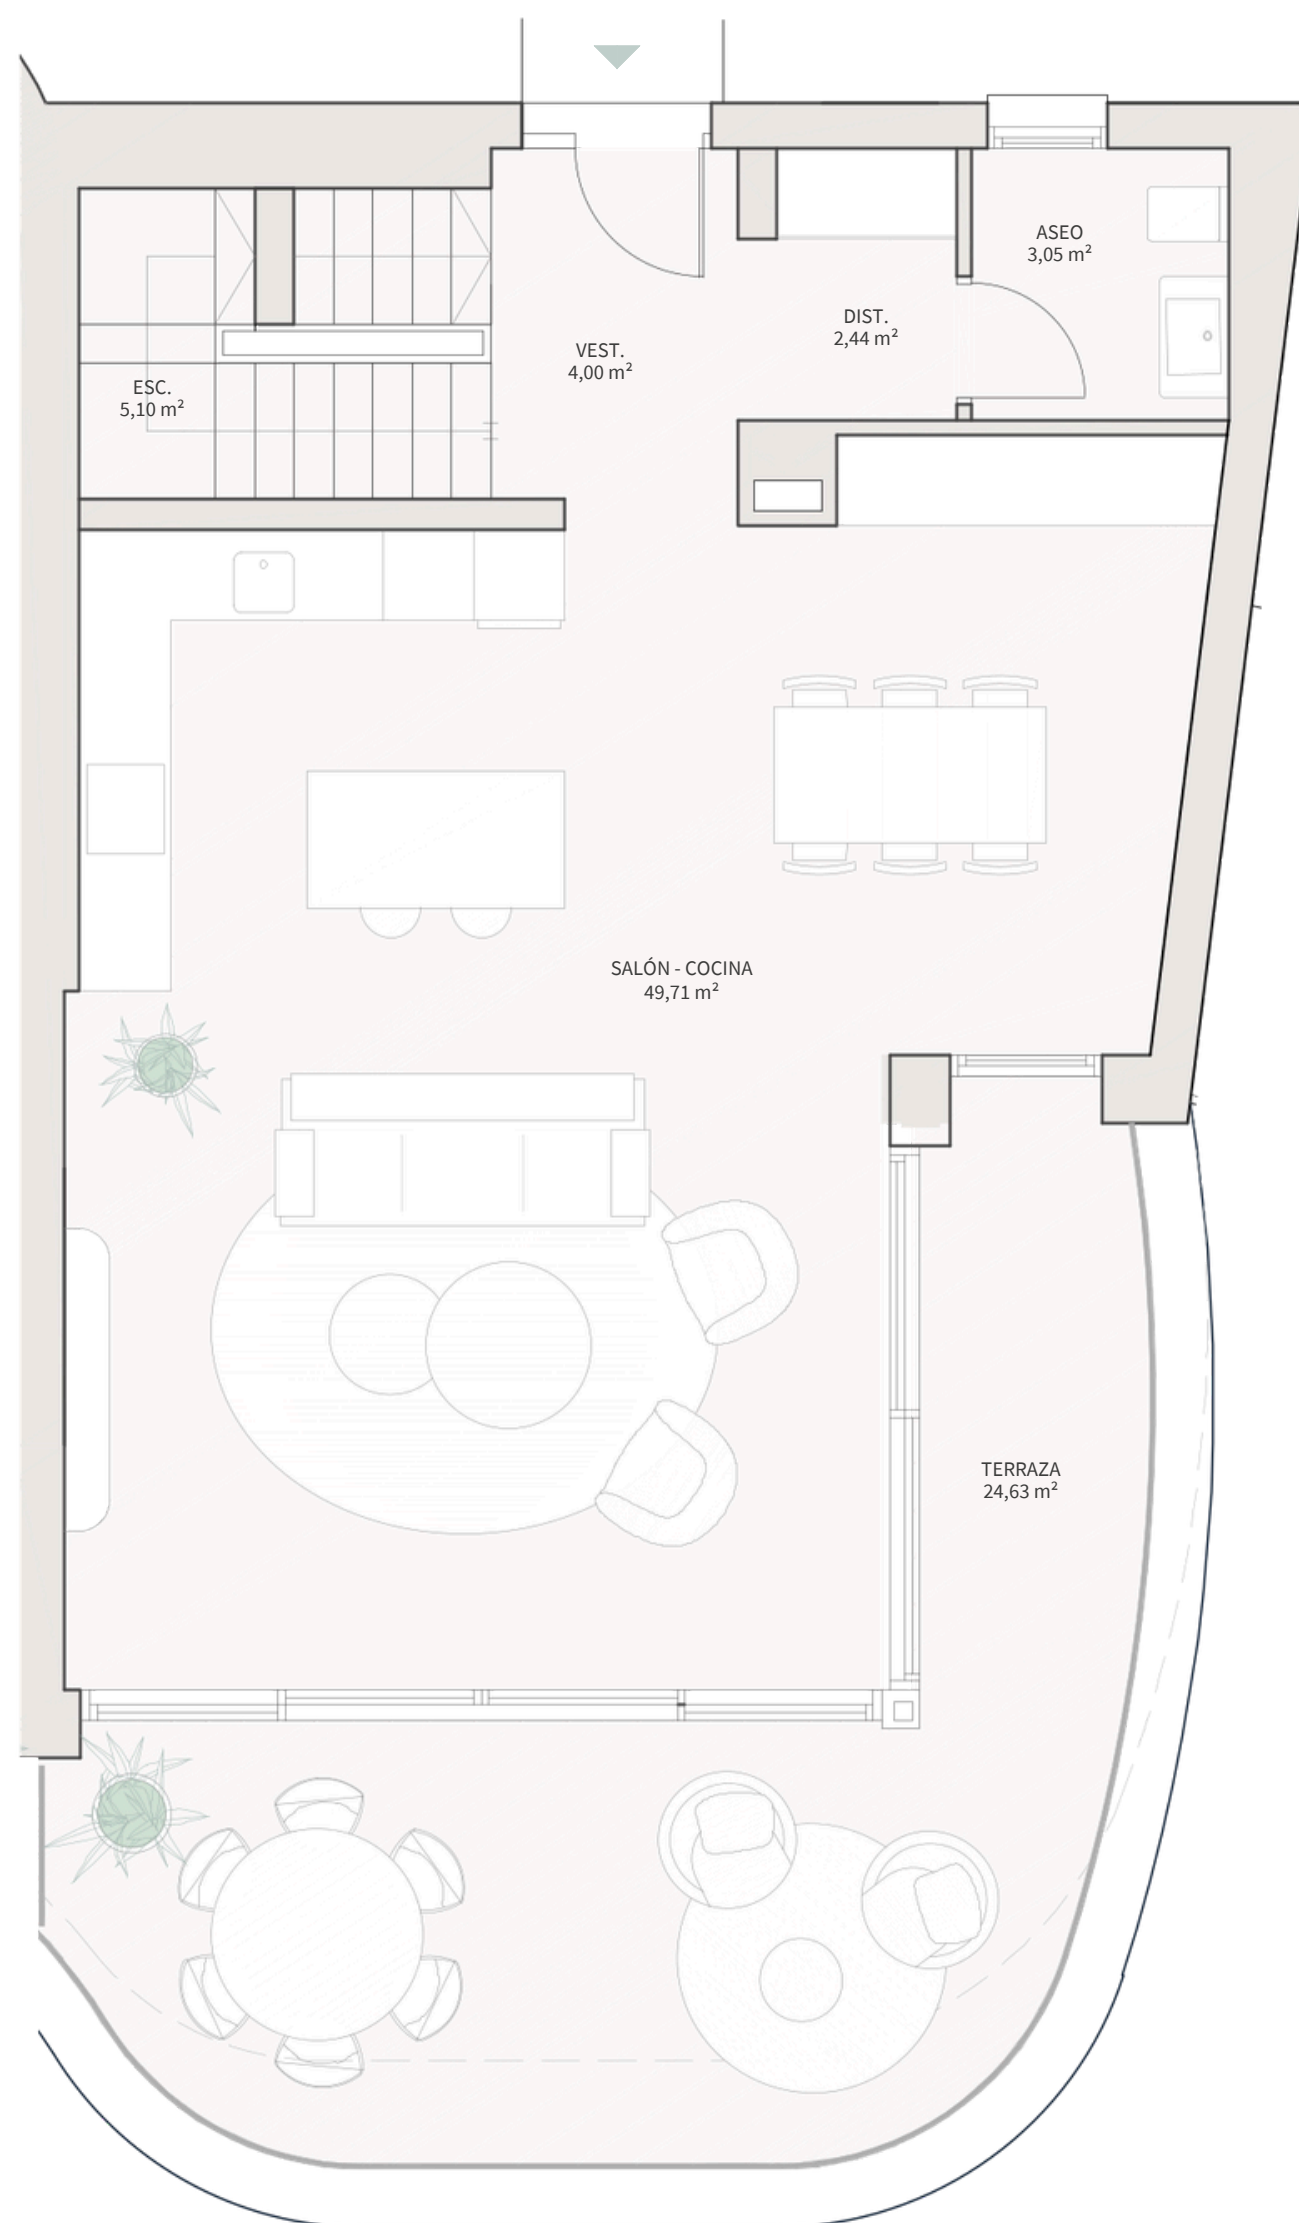 ASEO
3,05 m²
DIST.
2,44 m²
VEST.
4,00 m²
ESC.
5,10 m²
SALÓN - COCINA
49,71 m²
TERRAZA
24,63 m²